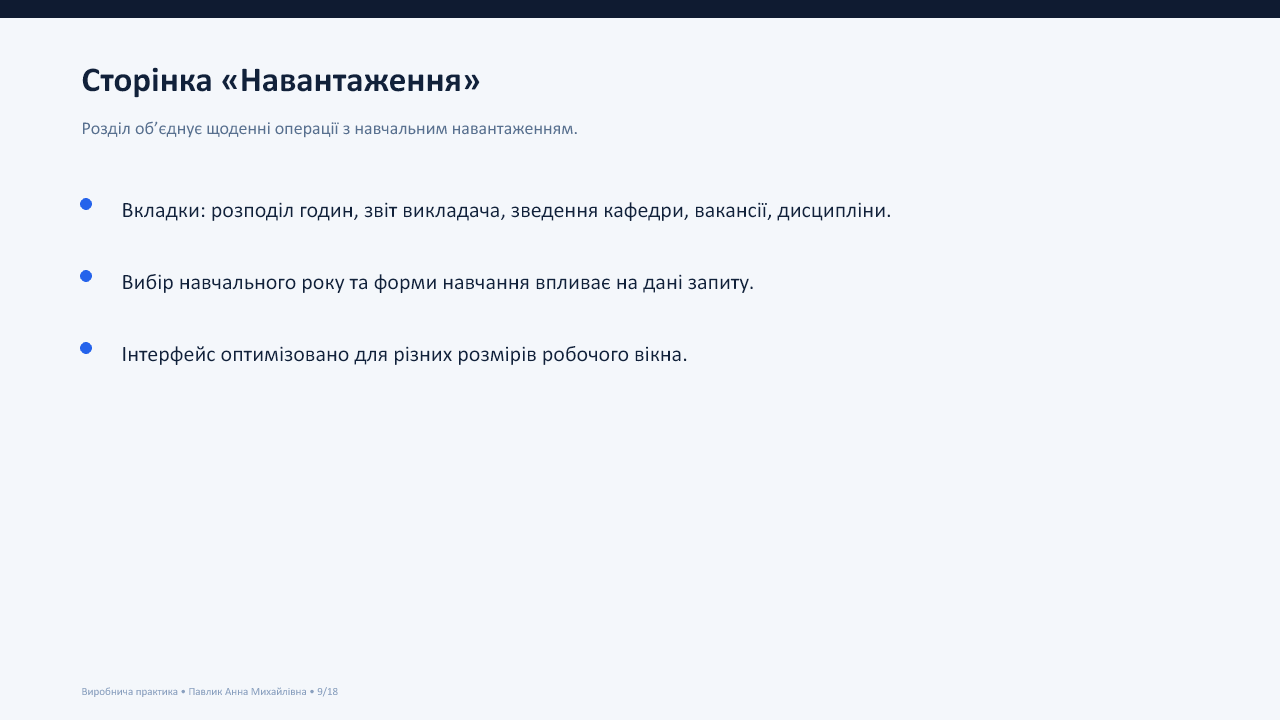 Сторінка «Навантаження»
Розділ об’єднує щоденні операції з навчальним навантаженням.
Вкладки: розподіл годин, звіт викладача, зведення кафедри, вакансії, дисципліни.
Вибір навчального року та форми навчання впливає на дані запиту.
Інтерфейс оптимізовано для різних розмірів робочого вікна.
Виробнича практика • Павлик Анна Михайлівна • 9/18